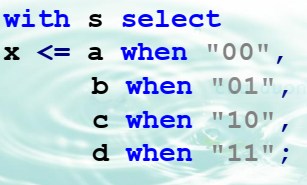 with s select
x <= a when "00",
b when "01",
c when "10",
d when "11";